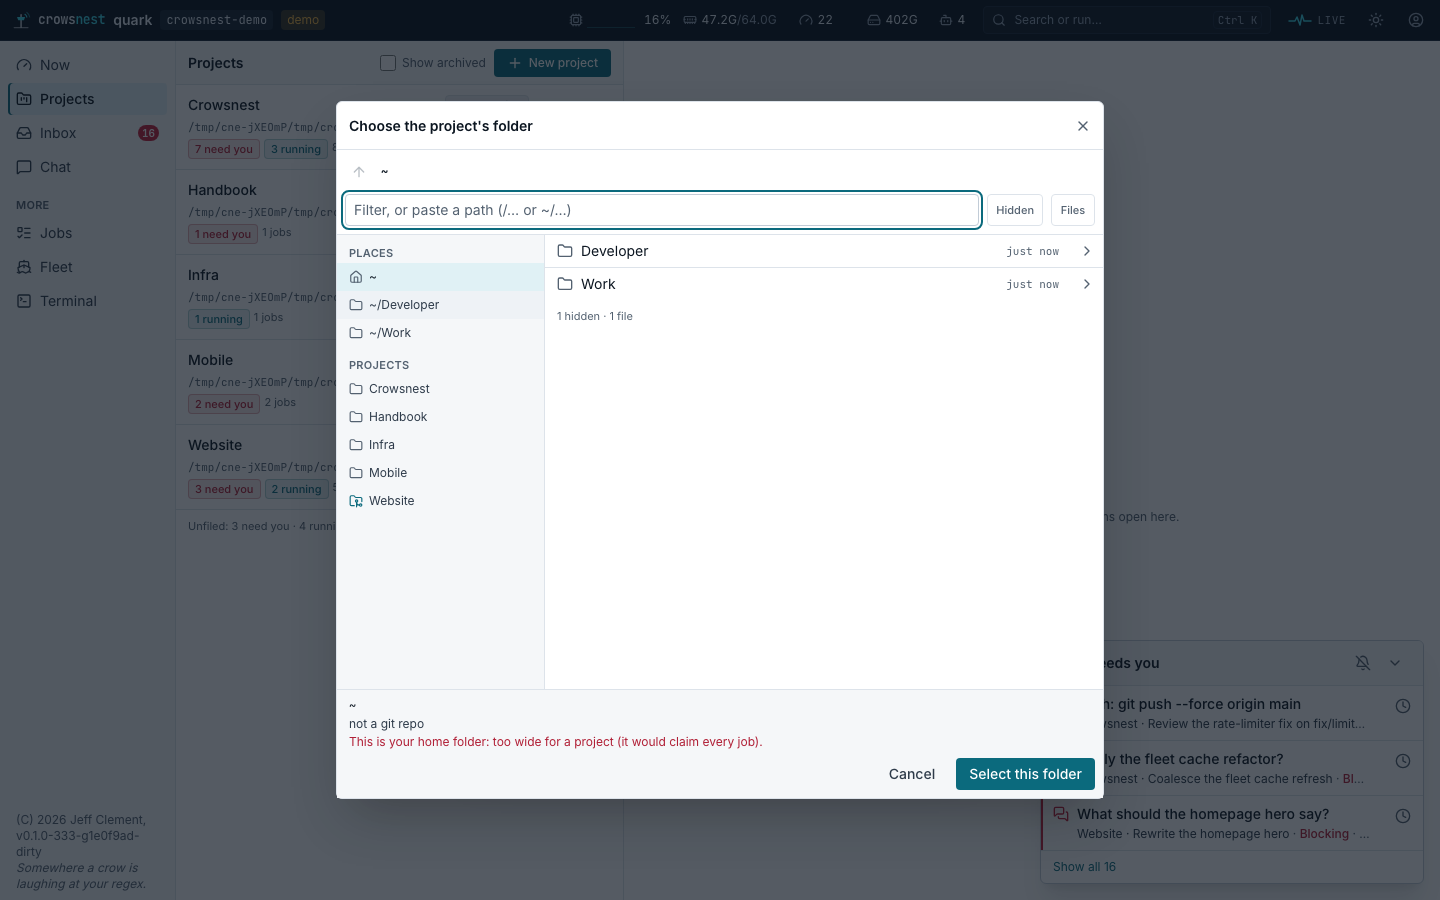 crowsnest quark crowsnest-demo demo 16% 47.2G/64.0G 22 402G 4 Search or run... Ctrl K LIVE
Now
Projects
Inbox 16
Chat
MORE
Jobs
Fleet
Terminal
(C) 2026 Jeff Clement,
v0.1.0-333-g1e0f9ad-
dirty
Somewhere a crow is
laughing at your regex.
Projects Show archived New project
Crowsnest
/tmp/cne-jXEOmP/tmp/cro
7 need you 3 running
Handbook
/tmp/cne-jXEOmP/tmp/cro
1 need you 1 jobs
Infra
/tmp/cne-jXEOmP/tmp/cro
1 running 1 jobs
Mobile
/tmp/cne-jXEOmP/tmp/cro
2 need you 2 jobs
Website
/tmp/cne-jXEOmP/tmp/cro
3 need you 2 running
Unfiled: 3 need you · 4 runni
Choose the project's folder
~
Filter, or paste a path (/... or ~/...) Hidden Files
PLACES
~
~/Developer
~/Work
PROJECTS
Crowsnest
Handbook
Infra
Mobile
Website
Developer just now
Work just now
1 hidden · 1 file
~
not a git repo
This is your home folder: too wide for a project (it would claim every job).
Cancel Select this folder
ns open here.
eeds you
h: git push --force origin main
wsnest · Review the rate-limiter fix on fix/limit...
ly the fleet cache refactor?
wsnest · Coalesce the fleet cache refresh · Bl...
What should the homepage hero say?
Website · Rewrite the homepage hero · Blocking · ...
Show all 16